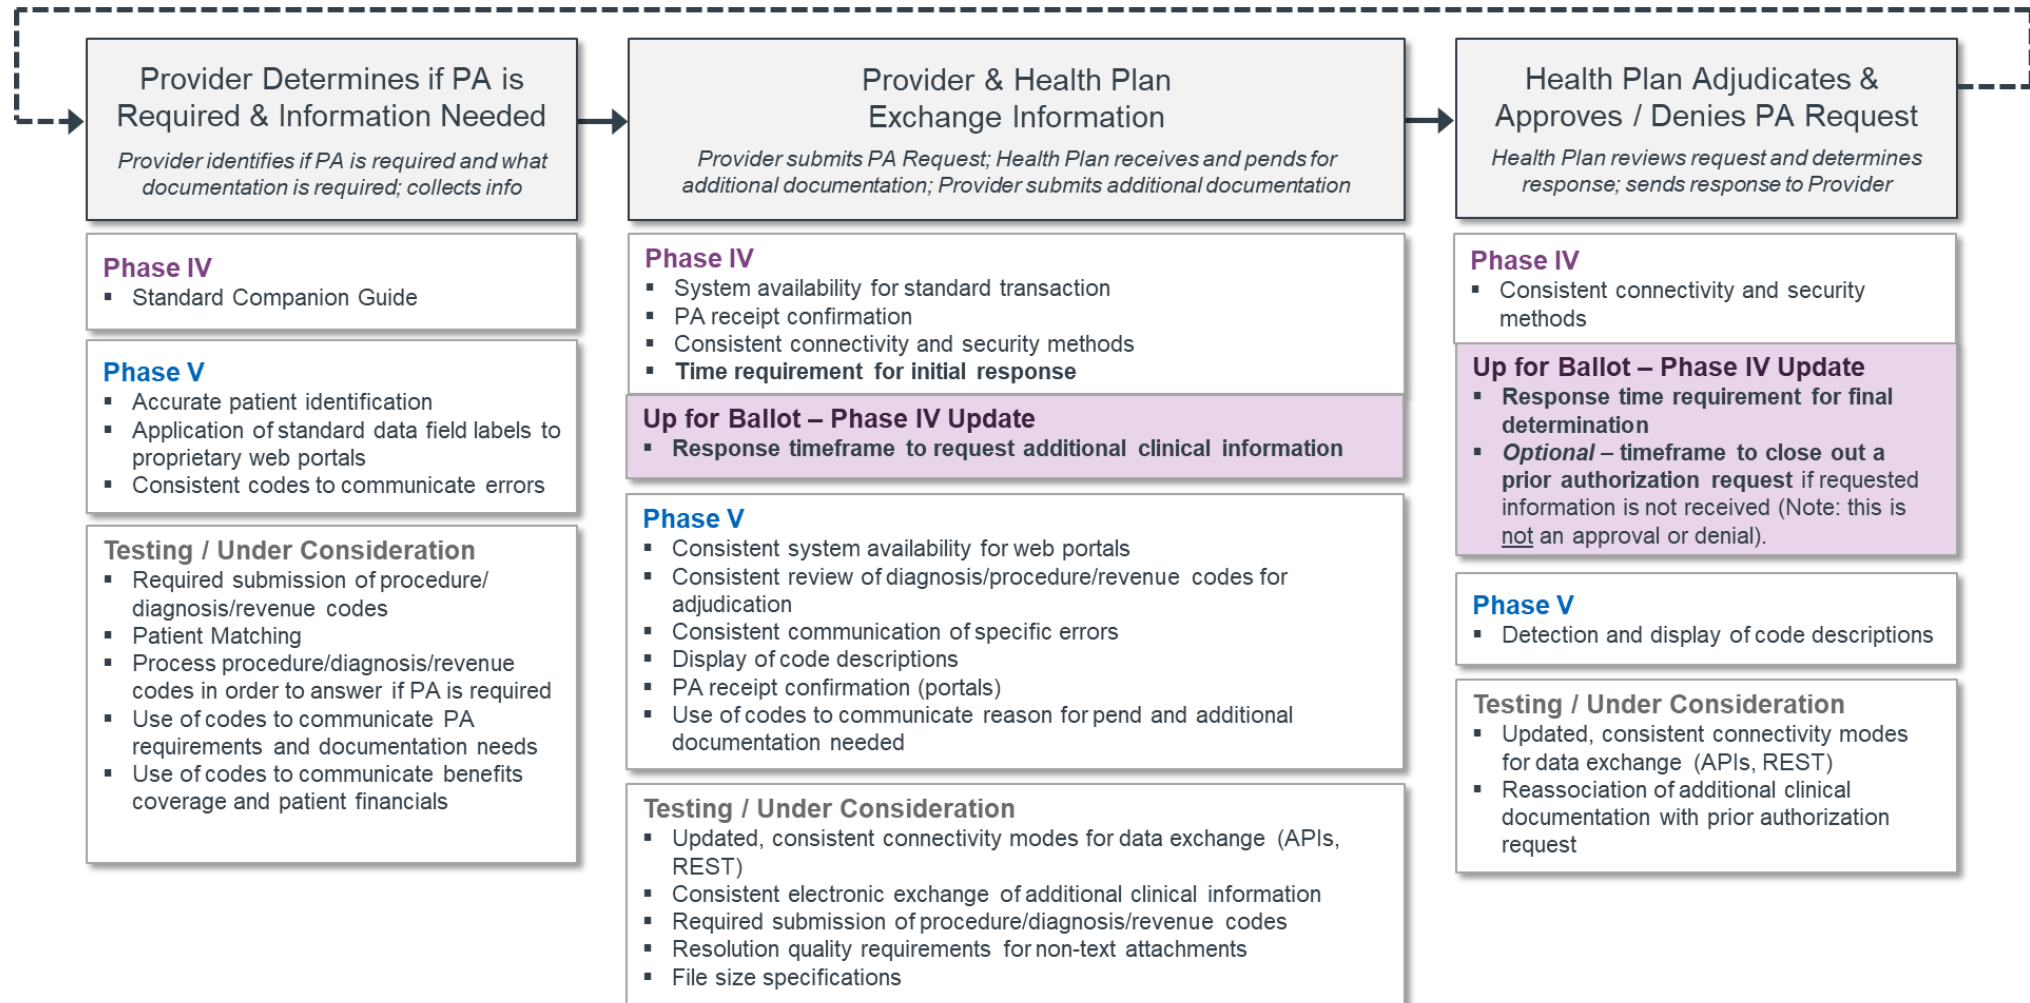 Provider Determines if PA is
Required & Information Needed
Provider identifies if PA is required and what
documentation is required; collects info
Phase IV
▪ Standard Companion Guide
Phase V
▪ Accurate patient identification
▪ Application of standard data field labels to
proprietary web portals
▪ Consistent codes to communicate errors
Testing / Under Consideration
▪ Required submission of procedure/
diagnosis/revenue codes
▪ Patient Matching
▪ Process procedure/diagnosis/revenue
codes in order to answer if PA is required
▪ Use of codes to communicate PA
requirements and documentation needs
▪ Use of codes to communicate benefits
coverage and patient financials
Provider & Health Plan
Exchange Information
Provider submits PA Request; Health Plan receives and pends for
additional documentation; Provider submits additional documentation
Phase IV
▪ System availability for standard transaction
▪ PA receipt confirmation
▪ Consistent connectivity and security methods
▪ Time requirement for initial response
Up for Ballot – Phase IV Update
▪ Response timeframe to request additional clinical information
Phase V
▪ Consistent system availability for web portals
▪ Consistent review of diagnosis/procedure/revenue codes for
adjudication
▪ Consistent communication of specific errors
▪ Display of code descriptions
▪ PA receipt confirmation (portals)
▪ Use of codes to communicate reason for pend and additional
documentation needed
Testing / Under Consideration
▪ Updated, consistent connectivity modes for data exchange (APIs,
REST)
▪ Consistent electronic exchange of additional clinical information
▪ Required submission of procedure/diagnosis/revenue codes
▪ Resolution quality requirements for non-text attachments
▪ File size specifications
Health Plan Adjudicates &
Approves / Denies PA Request
Health Plan reviews request and determines
response; sends response to Provider
Phase IV
▪ Consistent connectivity and security
methods
Up for Ballot – Phase IV Update
▪ Response time requirement for final
determination
▪ Optional – timeframe to close out a
prior authorization request if requested
information is not received (Note: this is
not an approval or denial).
Phase V
▪ Detection and display of code descriptions
Testing / Under Consideration
▪ Updated, consistent connectivity modes
for data exchange (APIs, REST)
▪ Reassociation of additional clinical
documentation with prior authorization
request